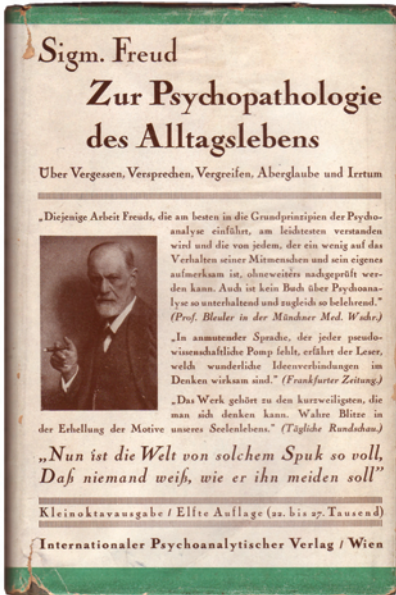 Sigm. Freud
Zur Psychopathologie
des Alltagslebens
Über Vergessen, Versprechen, Vergreifen, Aberglaube und Irrtum
„Diejenige Arbeit Freuds, die am besten in die Grundprinzipien der Psycho-
analyse einführt, am leichtesten verstanden
wird und die von jedem, der ein wenig auf das
Verhalten seiner Mitmenschen und sein eigenes
aufmerksam ist, ohneweiters nachgeprüft wer-
den kann. Auch ist kein Buch über Psychoana-
lyse so unterhaltend und zugleich so belehrend.”
(Prof. Bleuler in der Münchner Med. Wschr.)
„In anmutender Sprache, der jeder pseudo-
wissenschaftliche Pomp fehlt, erfährt der Leser,
welch wunderliche Ideenverbindungen im
Denken wirksam sind.” (Frankfurter Zeitung.)
„Das Werk gehört zu den kurzweiligsten, die
man sich denken kann. Wahre Blitze in
der Erhellung der Motive unseres Seelenlebens.” (Tägliche Rundschau.)
„Nun ist die Welt von solchem Spuk so voll,
Daß niemand weiß, wie er ihn meiden soll”
Kleinoktavausgabe / Elfte Auflage (22. bis 27. Tausend)
Internationaler Psychoanalytischer Verlag / Wien